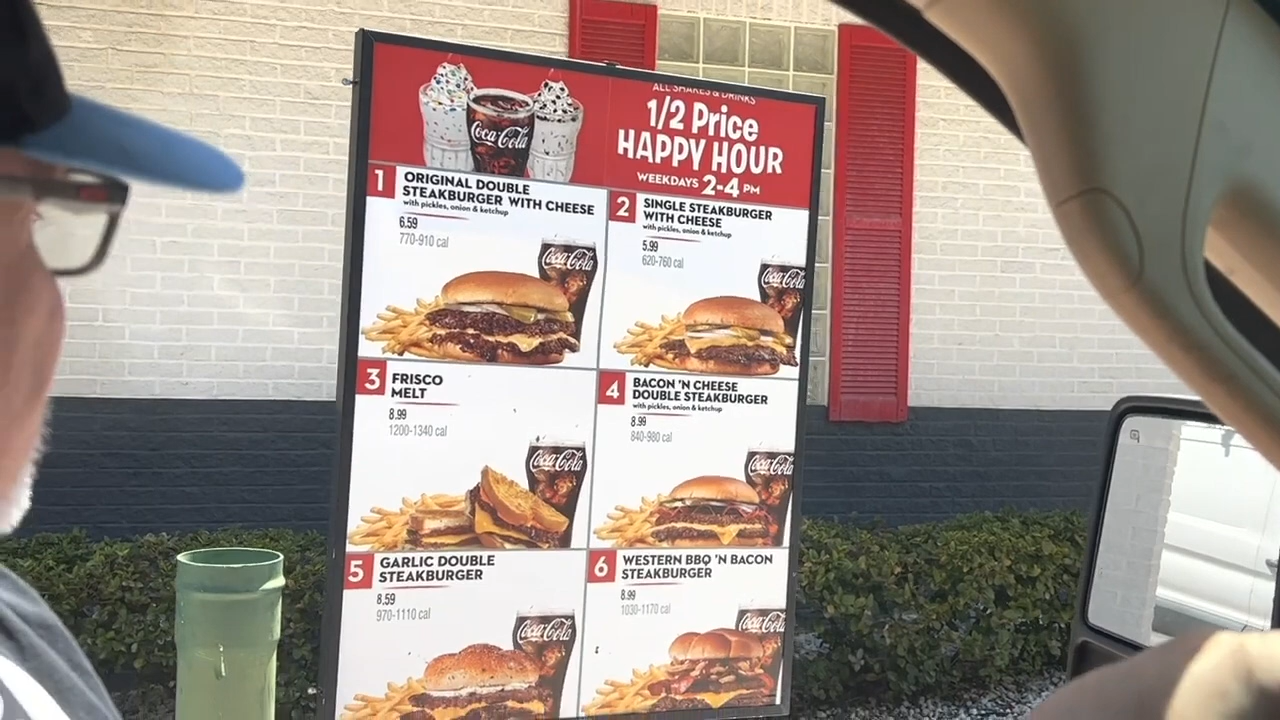 ALL SHAKES & DRINKS
1/2 Price
HAPPY HOUR
WEEKDAYS 2-4 PM
Coca-Cola
1
ORIGINAL DOUBLE
STEAKBURGER WITH CHEESE
with pickles, onion & ketchup
6.59
770-910 cal
Coca-Cola
2
SINGLE STEAKBURGER
WITH CHEESE
with pickles, onion & ketchup
5.99
620-760 cal
Coca-Cola
3
FRISCO
MELT
8.99
1200-1340 cal
Coca-Cola
4
BACON 'N CHEESE
DOUBLE STEAKBURGER
with pickles, onion & ketchup
8.99
840-980 cal
Coca-Cola
5
GARLIC DOUBLE
STEAKBURGER
8.59
970-1110 cal
Coca-Cola
6
WESTERN BBQ 'N BACON
STEAKBURGER
8.99
1030-1170 cal
Coca-Cola